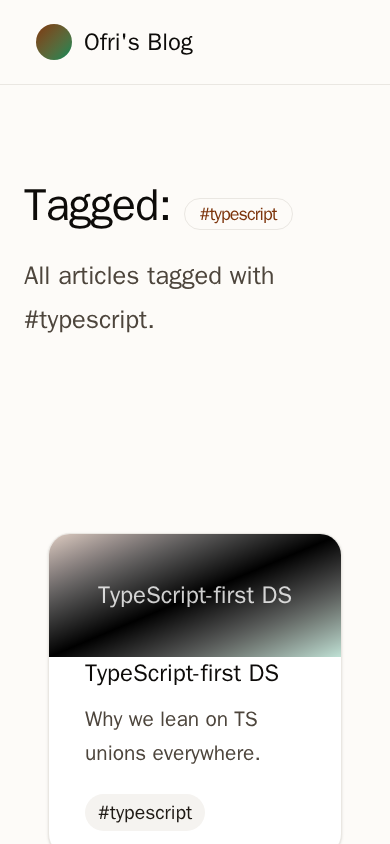 Ofri's Blog
Tagged: #typescript
All articles tagged with
#typescript.
TypeScript-first DS
TypeScript-first DS
Why we lean on TS
unions everywhere.
#typescript